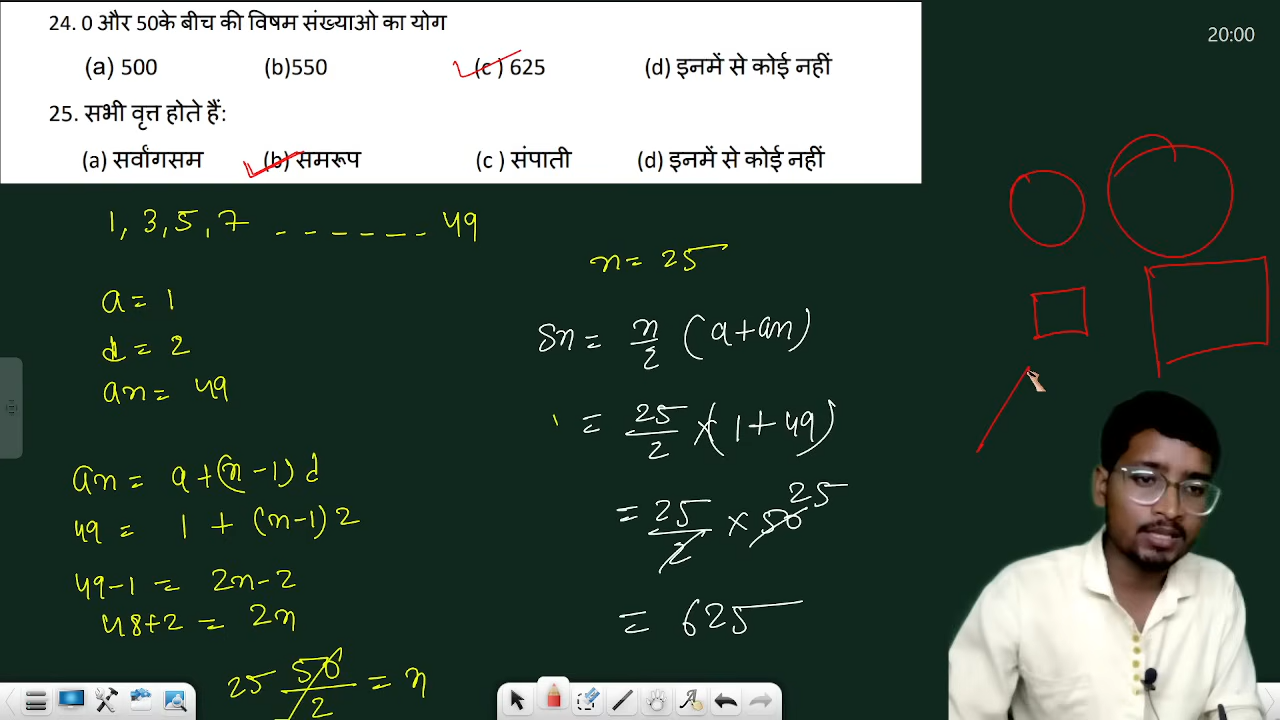 24. 0 और 50के बीच की विषम संख्याओ का योग
(a) 500 (b)550 (c ) 625 (d) इनमें से कोई नहीं
25. सभी वृत्त होते हैं:
(a) सर्वांगसम (b) समरूप (c ) संपाती (d) इनमें से कोई नहीं
20:00
1, 3, 5, 7 _ _ _ _ _ _ 49
a = 1
d = 2
an = 49
an = a + (n - 1) d
49 = 1 + (n-1) 2
49-1 = 2n-2
48+2 = 2n
25 50/2 = n
n = 25
Sn = n/2 (a+an)
= 25/2 × (1 + 49)
= 25/2 × 50 25
= 625